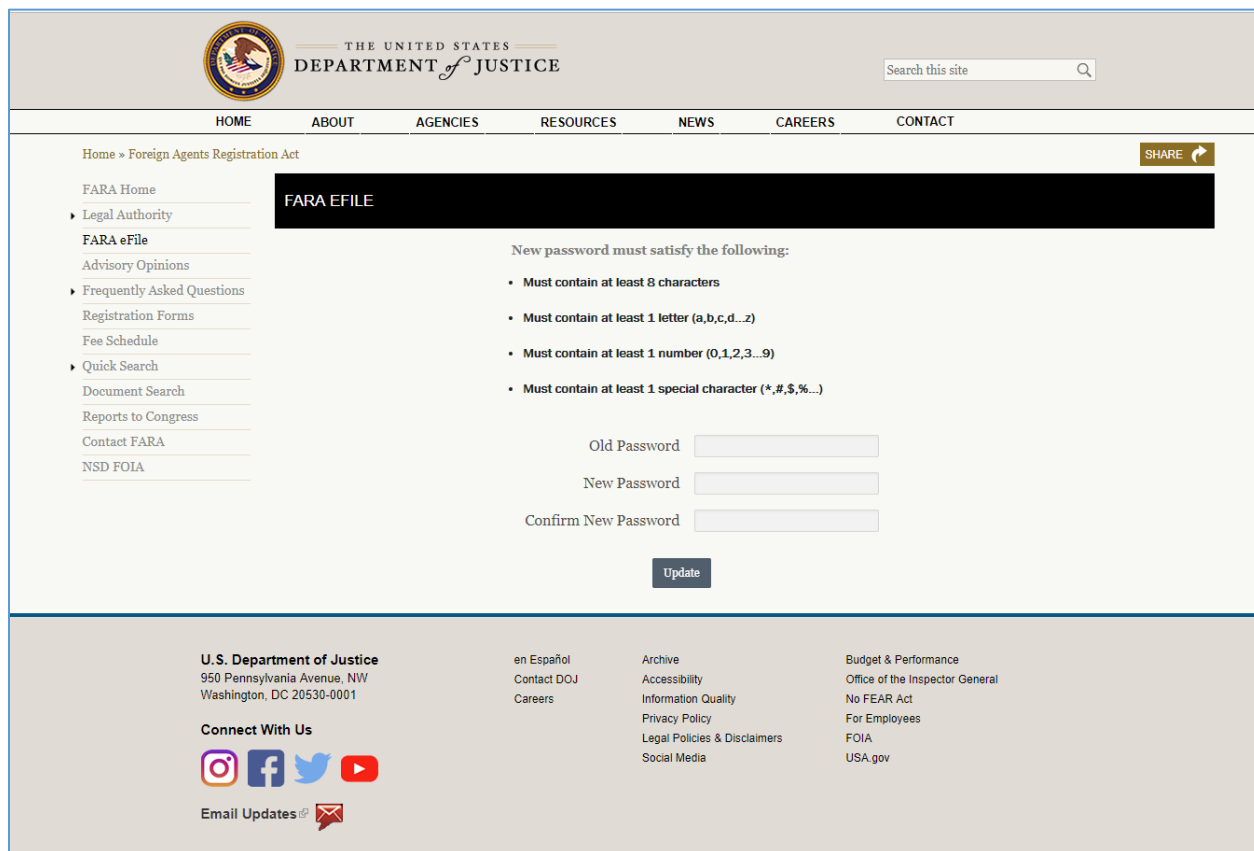 THE UNITED STATES
DEPARTMENT of JUSTICE
Search this site
HOME ABOUT AGENCIES RESOURCES NEWS CAREERS CONTACT
Home » Foreign Agents Registration Act
SHARE
FARA Home
Legal Authority
FARA eFile
Advisory Opinions
Frequently Asked Questions
Registration Forms
Fee Schedule
Quick Search
Document Search
Reports to Congress
Contact FARA
NSD FOIA
FARA EFILE
New password must satisfy the following:
• Must contain at least 8 characters
• Must contain at least 1 letter (a,b,c,d...z)
• Must contain at least 1 number (0,1,2,3...9)
• Must contain at least 1 special character (*,#,$,%...)
Old Password
New Password
Confirm New Password
Update
U.S. Department of Justice
950 Pennsylvania Avenue, NW
Washington, DC 20530-0001
Connect With Us
Email Updates
en Español
Contact DOJ
Careers
Archive
Accessibility
Information Quality
Privacy Policy
Legal Policies & Disclaimers
Social Media
Budget & Performance
Office of the Inspector General
No FEAR Act
For Employees
FOIA
USA.gov